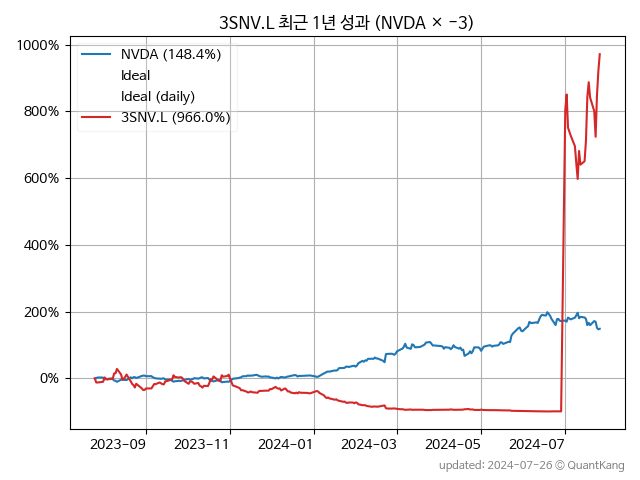 3SNV.L 최근 1년 성과 (NVDA × -3)
1000%
800%
600%
400%
200%
0%
NVDA (148.4%)
Ideal
Ideal (daily)
3SNV.L (966.0%)
2023-09
2023-11
2024-01
2024-03
2024-05
2024-07
updated: 2024-07-26 © QuantKang